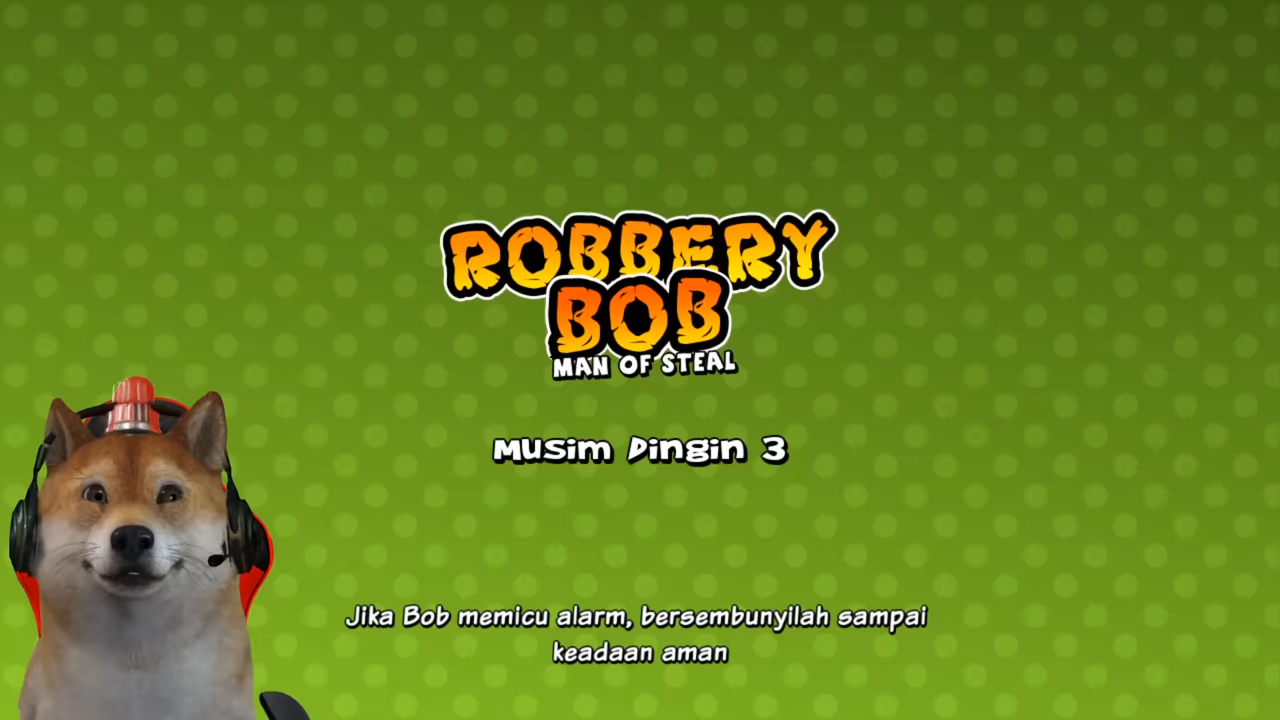 ROBBERY
BOB
MAN OF STEAL
Musim Dingin 3
Jika Bob memicu alarm, bersembunyilah sampai
keadaan aman